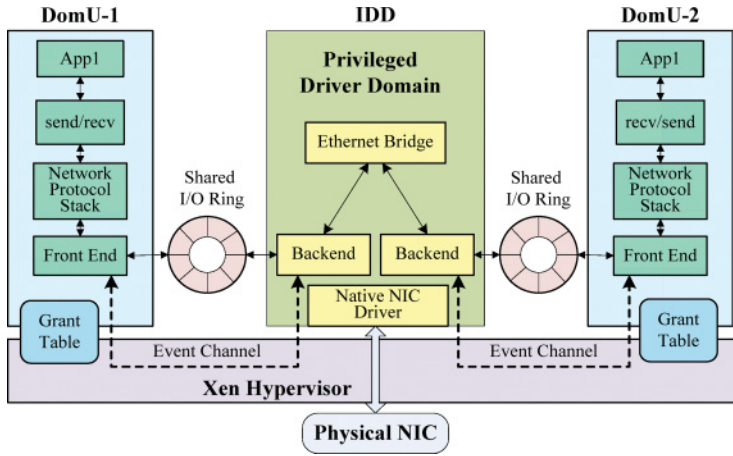 DomU-1
IDD
DomU-2
App1
send/recv
Network
Protocol
Stack
Front End
Grant
Table
Shared
I/O Ring
Privileged
Driver Domain
Ethernet Bridge
Backend
Backend
Native NIC
Driver
Shared
I/O Ring
App1
recv/send
Network
Protocol
Stack
Front End
Grant
Table
Event Channel
Event Channel
Xen Hypervisor
Physical NIC